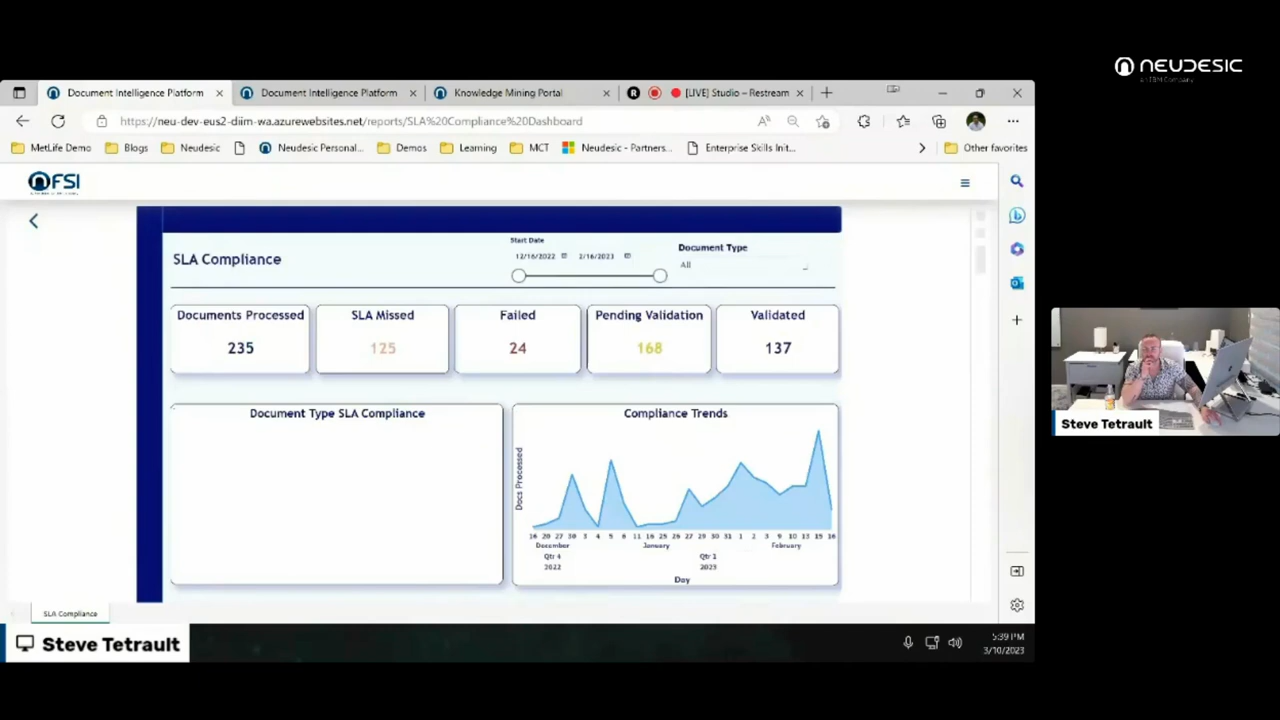 NEUDESIC
an IBM Company
Document Intelligence Platform
Document Intelligence Platform
Knowledge Mining Portal
R
[LIVE] Studio – Restream
https://neu-dev-eus2-diim-wa.azurewebsites.net/reports/SLA%20Compliance%20Dashboard
MetLife Demo
Blogs
Neudesic
Neudesic Personal...
Demos
Learning
MCT
Neudesic - Partners...
Enterprise Skills Init...
Other favorites
FSI
SLA Compliance
Start Date
12/16/2022
2/16/2023
Document Type
All
Documents Processed
235
SLA Missed
125
Failed
24
Pending Validation
168
Validated
137
Document Type SLA Compliance
Compliance Trends
Docs Processed
16 20 27 30 3 4 5 6 11 16 25 26 27 29 30 31 1 2 3 9 10 13 15 16
December January February
Qtr 4 Qtr 1
2022 2023
Day
SLA Compliance
Steve Tetrault
Steve Tetrault
5:39 PM
3/10/2023